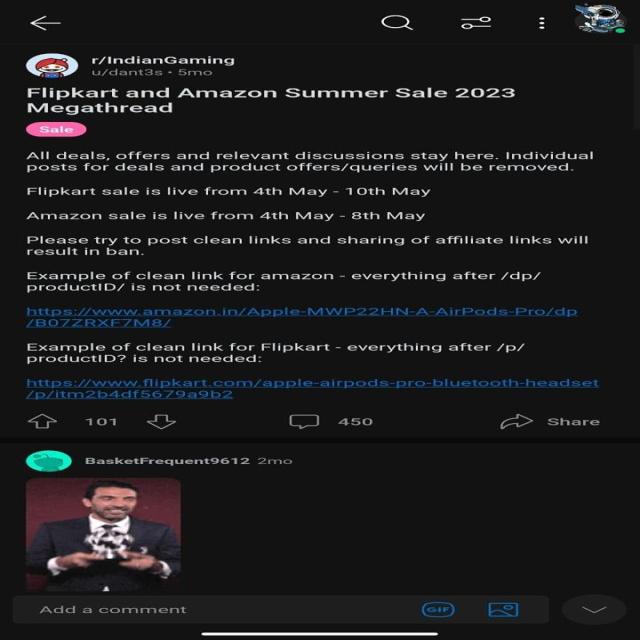 r/IndianGaming
u/dant3s • 5mo
Flipkart and Amazon Summer Sale 2023
Megathread
Sale
All deals, offers and relevant discussions stay here. Individual
posts for deals and product offers/queries will be removed.
Flipkart sale is live from 4th May - 10th May
Amazon sale is live from 4th May - 8th May
Please try to post clean links and sharing of affiliate links will
result in ban.
Example of clean link for amazon - everything after /dp/
productID/ is not needed:
https://www.amazon.in/Apple-MWP22HN-A-AirPods-Pro/dp
/B07ZRXF7M8/
Example of clean link for Flipkart - everything after /p/
productID? is not needed:
https://www.flipkart.com/apple-airpods-pro-bluetooth-headset
/p/itm2b4df5679a9b2
101 450 Share
BasketFrequent9612 2mo
Add a comment GIF